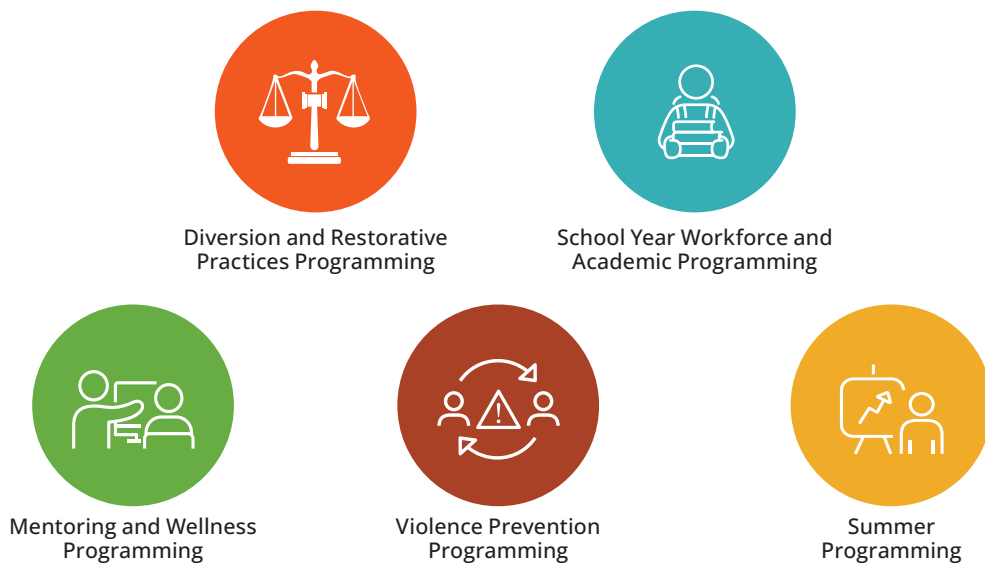 Diversion and Restorative
Practices Programming
School Year Workforce and
Academic Programming
Mentoring and Wellness
Programming
Violence Prevention
Programming
Summer
Programming